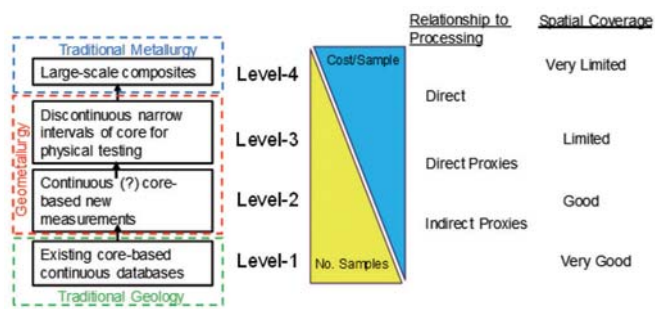 Relationship to
Processing
Spatial Coverage
Traditional Metallurgy
Large-scale composites
Level-4
Cost/Sample
Very Limited
Direct
Geometallurgy
Discontinuous narrow
intervals of core for
physical testing
Level-3
Limited
Direct Proxies
Continuous (?) core-
based new
measurements
Level-2
Good
Indirect Proxies
Existing core-based
continuous databases
Level-1
No. Samples
Very Good
Traditional Geology